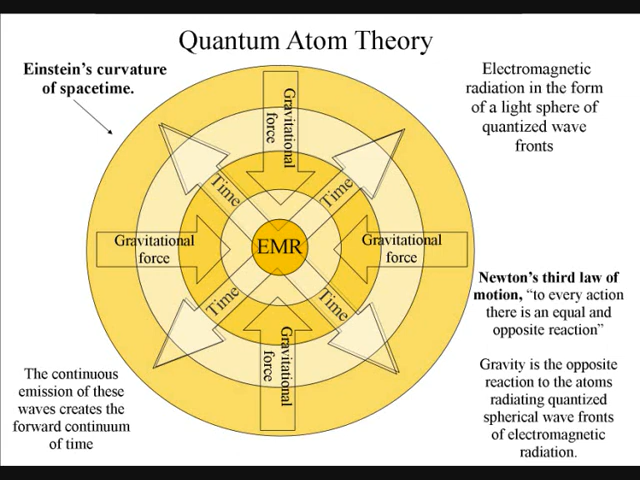 Quantum Atom Theory
Einstein's curvature
of spacetime.
Electromagnetic
radiation in the form
of a light sphere of
quantized wave
fronts
Gravitational
force
Time
Time
Gravitational
force
EMR
Gravitational
force
Time
Time
Gravitational
force
Newton's third law of
motion, “to every action
there is an equal and
opposite reaction”
Gravity is the opposite
reaction to the atoms
radiating quantized
spherical wave fronts
of electromagnetic
radiation.
The continuous
emission of these
waves creates the
forward continuum
of time